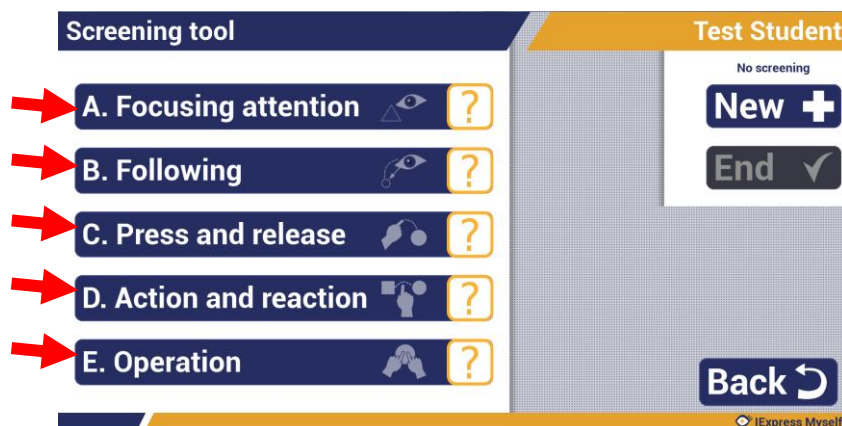 Screening tool
Test Student
No screening
New
End
A. Focusing attention ?
B. Following ?
C. Press and release ?
D. Action and reaction ?
E. Operation ?
Back
IExpress Myself